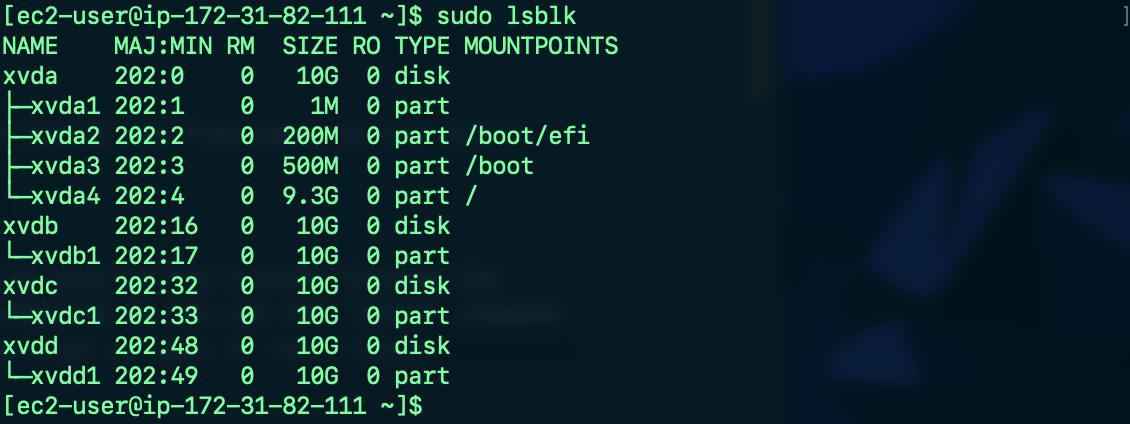 [ec2-user@ip-172-31-82-111 ~]$ sudo lsblk
NAME    MAJ:MIN RM  SIZE RO TYPE MOUNTPOINTS
xvda    202:0    0   10G  0 disk
├─xvda1 202:1    0    1M  0 part
├─xvda2 202:2    0  200M  0 part /boot/efi
├─xvda3 202:3    0  500M  0 part /boot
└─xvda4 202:4    0  9.3G  0 part /
xvdb    202:16   0   10G  0 disk
└─xvdb1 202:17   0   10G  0 part
xvdc    202:32   0   10G  0 disk
└─xvdc1 202:33   0   10G  0 part
xvdd    202:48   0   10G  0 disk
└─xvdd1 202:49   0   10G  0 part
[ec2-user@ip-172-31-82-111 ~]$